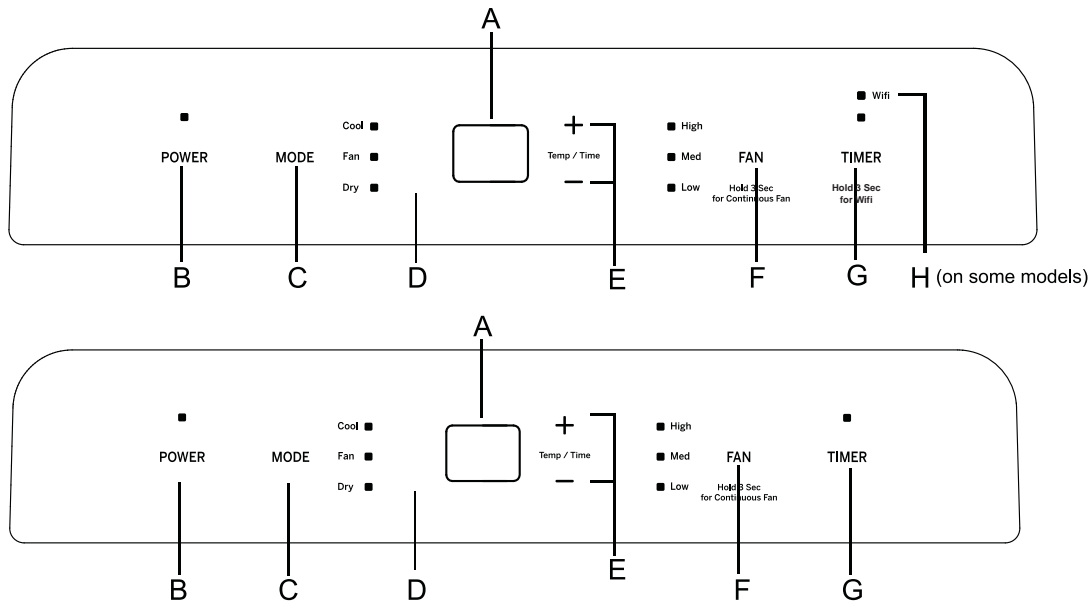 A
Wifi
Cool
+
High
POWER
MODE
Fan
Temp / Time
Med
FAN
TIMER
Dry
−
Low
Hold 3 Sec
for Continuous Fan
Hold 3 Sec
for Wifi
B
C
D
E
F
G
H (on some models)
A
Cool
+
High
POWER
MODE
Fan
Temp / Time
Med
FAN
TIMER
Dry
−
Low
Hold 3 Sec
for Continuous Fan
B
C
D
E
F
G